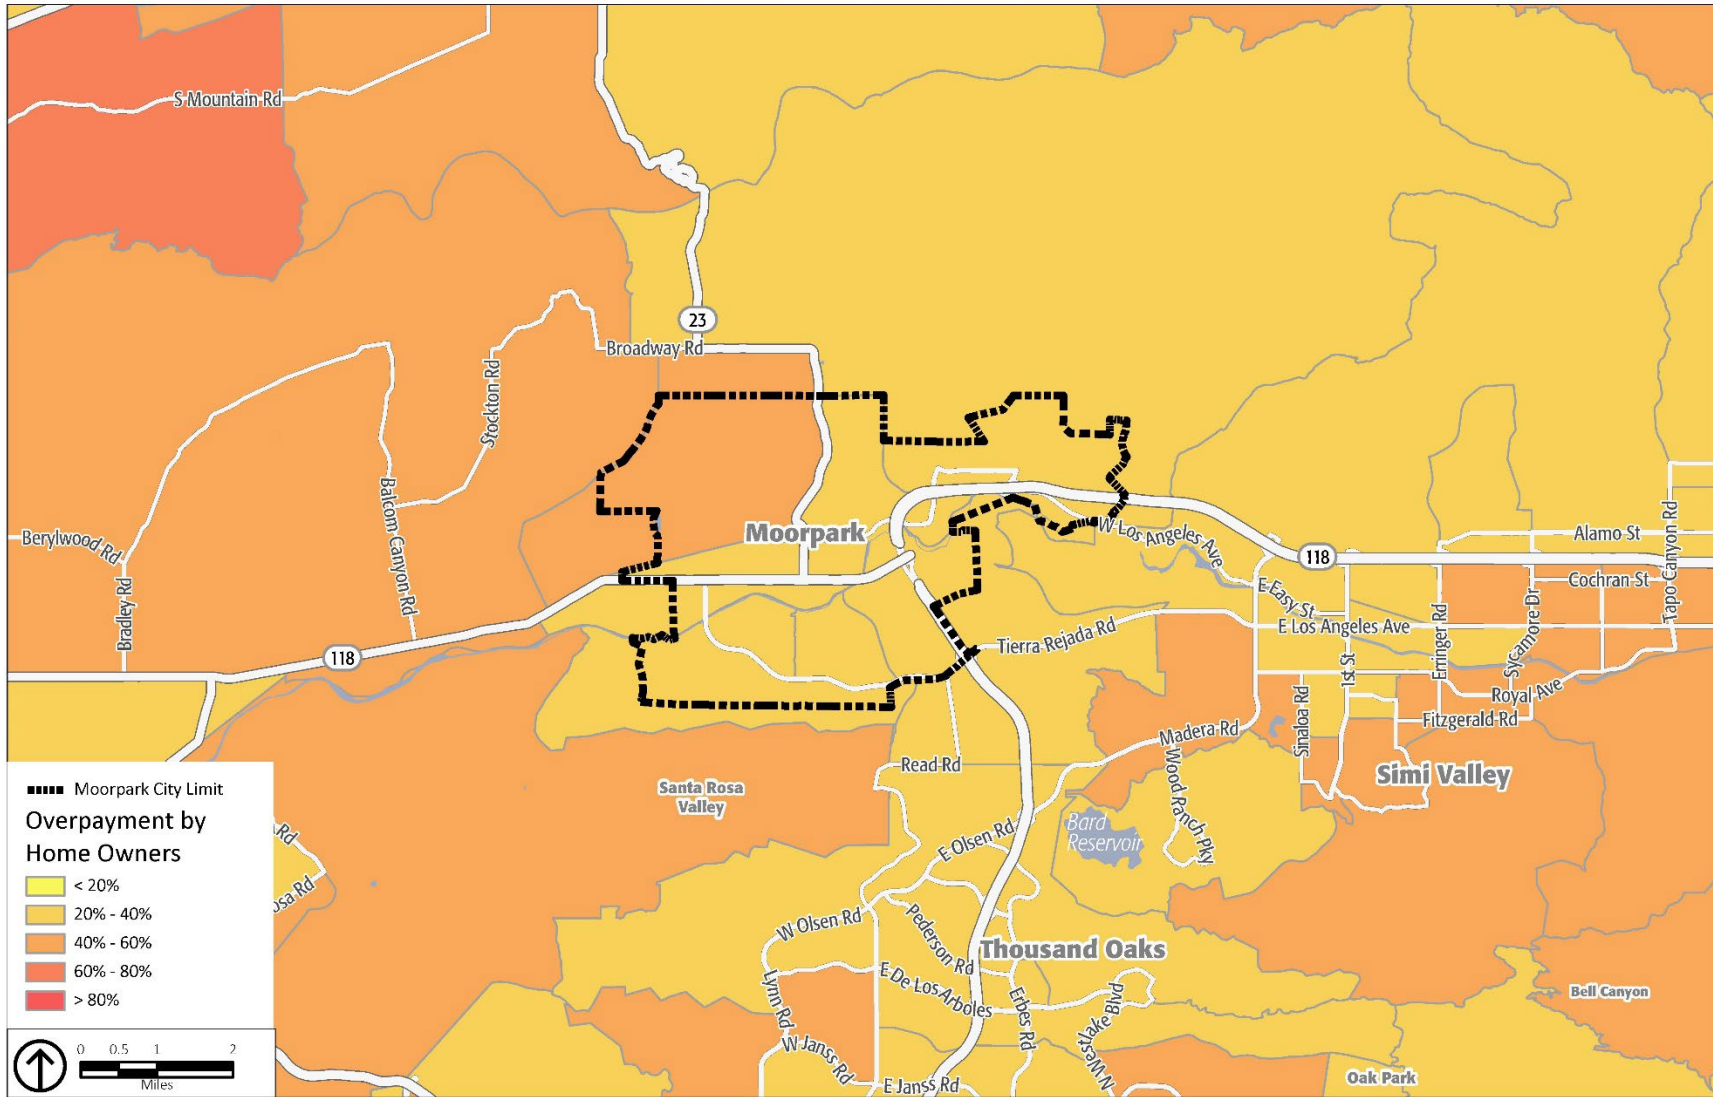 S Mountain Rd
23
Broadway Rd
Stockton Rd
Balcom Canyon Rd
Berylwood Rd
Bradley Rd
Moorpark
W Los Angeles Ave
118
Alamo St
Tapo Canyon Rd
Cochran St
E Easy St
E Los Angeles Ave
Erringer Rd
Sycamore Dr
1st St
Tierra Rejada Rd
118
Royal Ave
Fitzgerald Rd
Sinaloa Rd
Madera Rd
Wood Ranch Pky
Simi Valley
Read Rd
Santa Rosa
Valley
Bard
Reservoir
E Olsen Rd
W Olsen Rd
Pederson Rd
Thousand Oaks
E De Los Arboles
Lynn Rd
Erbes Rd
N Westlake Blvd
W Janss Rd
E Janss Rd
Bell Canyon
Oak Park
Rd
osa Rd
Moorpark City Limit
Overpayment by
Home Owners
< 20%
20% - 40%
40% - 60%
60% - 80%
> 80%
0 0.5 1 2
Miles